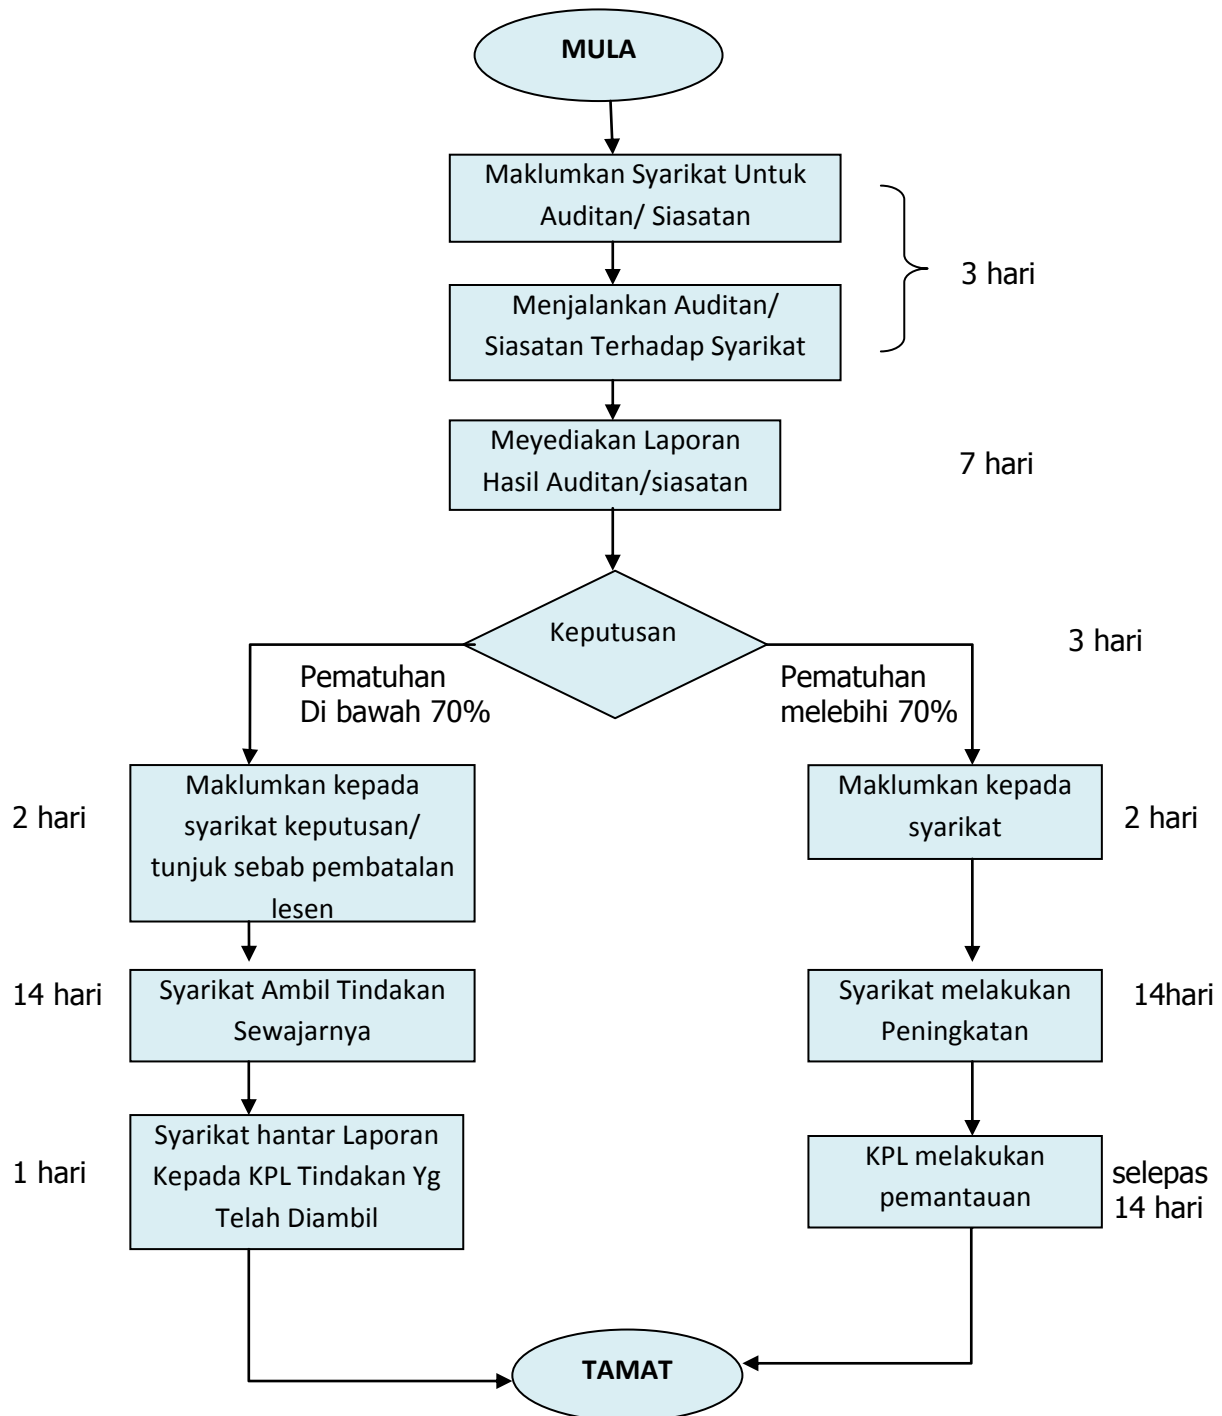 MULA
Maklumkan Syarikat Untuk
Auditan/ Siasatan
3 hari
Menjalankan Auditan/
Siasatan Terhadap Syarikat
Meyediakan Laporan
Hasil Auditan/siasatan
7 hari
Keputusan
3 hari
Pematuhan
Di bawah 70%
Pematuhan
melebihi 70%
2 hari
Maklumkan kepada
syarikat keputusan/
tunjuk sebab pembatalan
lesen
Maklumkan kepada
syarikat
2 hari
14 hari
Syarikat Ambil Tindakan
Sewajarnya
Syarikat melakukan
Peningkatan
14hari
1 hari
Syarikat hantar Laporan
Kepada KPL Tindakan Yg
Telah Diambil
KPL melakukan
pemantauan
selepas
14 hari
TAMAT